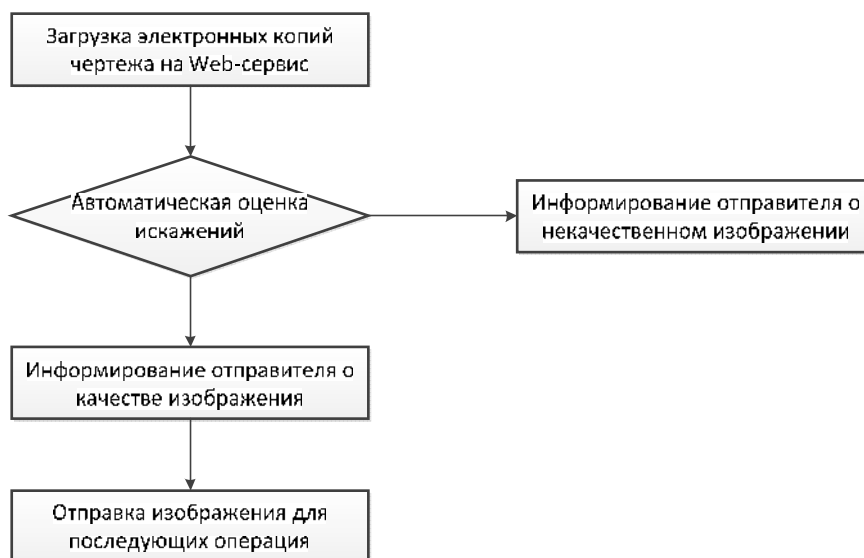 Загрузка электронных копий
чертежа на Web-сервис
Автоматическая оценка
искажений
Информирование отправителя о
некачественном изображении
Информирование отправителя о
качестве изображения
Отправка изображения для
последующих операция